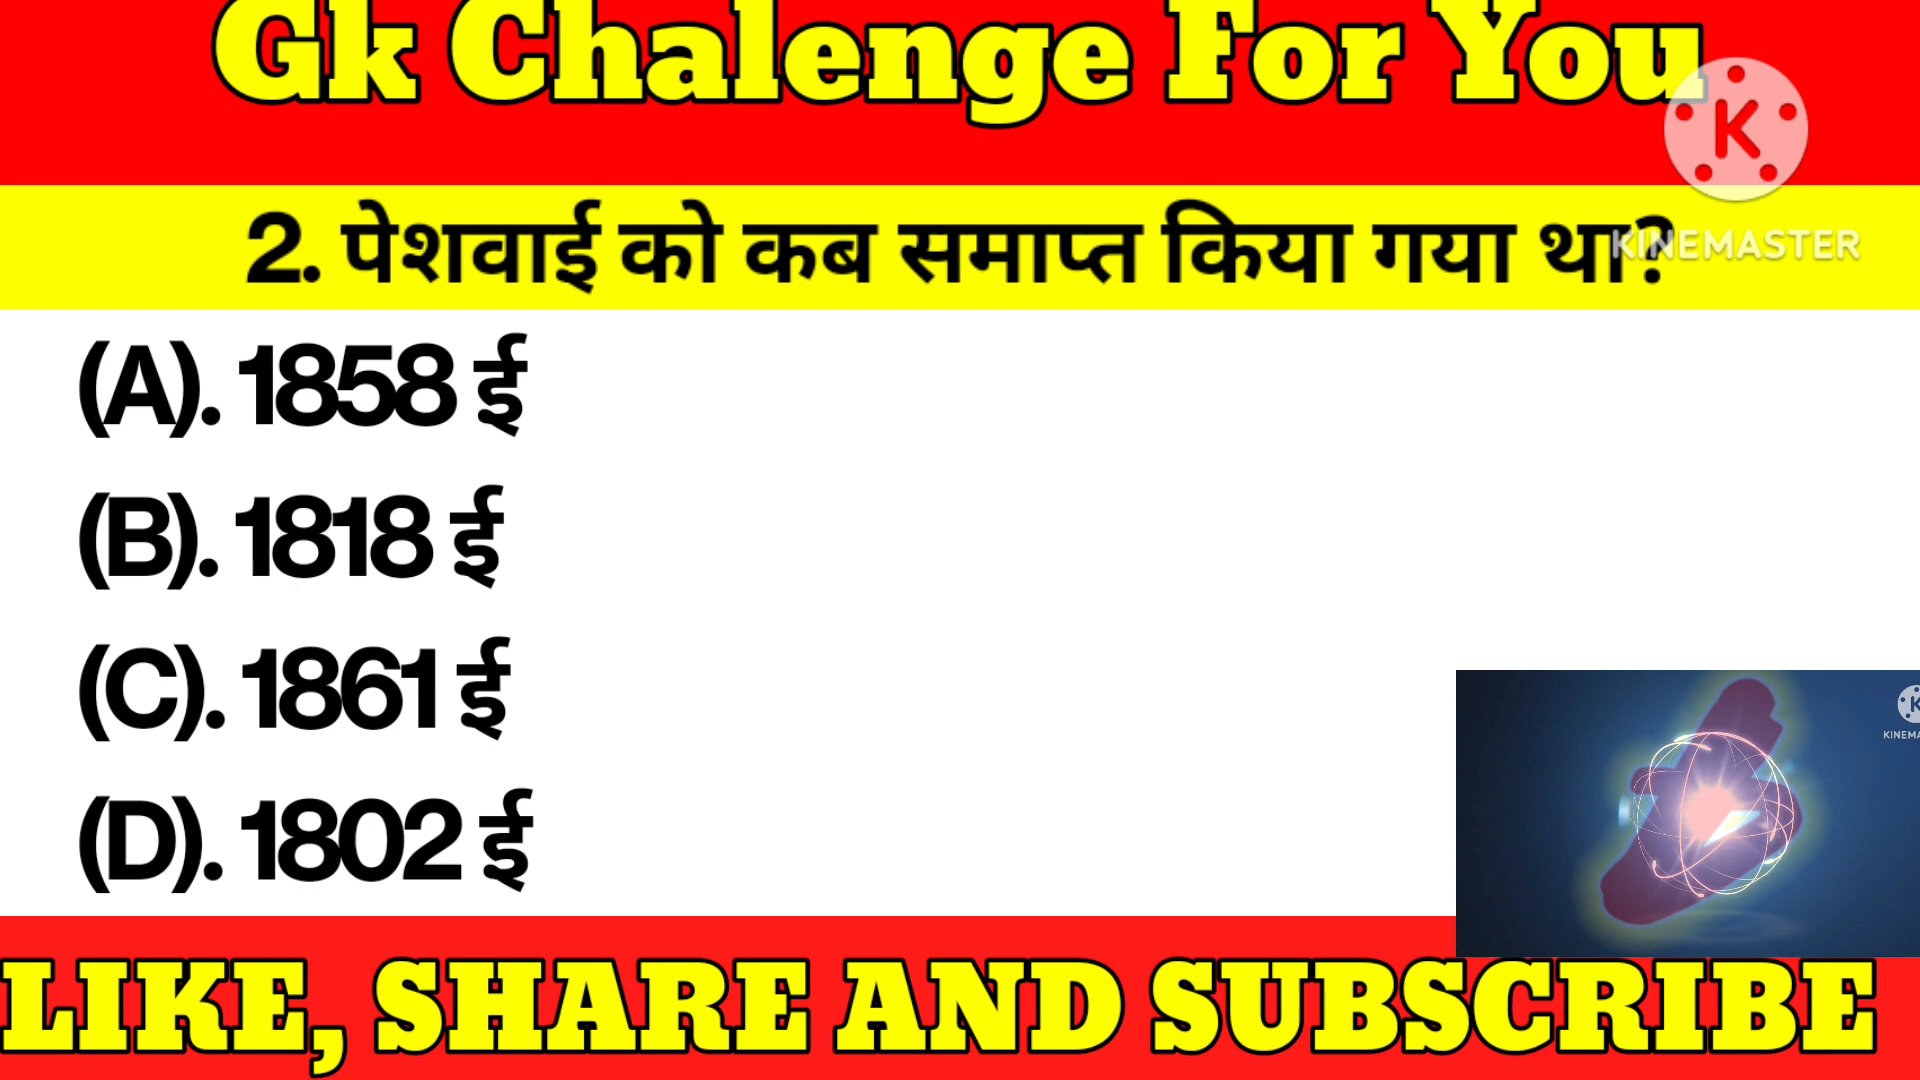 Gk Chalenge For You
K
KINEMASTER
2. पेशवाई को कब समाप्त किया गया था?
(A). 1858 ई
(B). 1818 ई
(C). 1861 ई
(D). 1802 ई
K
KINEMA
LIKE, SHARE AND SUBSCRIBE